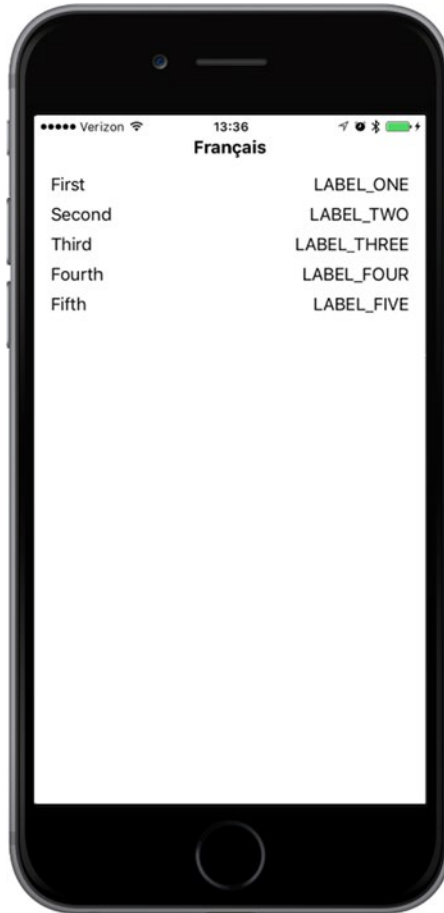 Verizon 13:36
Français
First LABEL_ONE
Second LABEL_TWO
Third LABEL_THREE
Fourth LABEL_FOUR
Fifth LABEL_FIVE